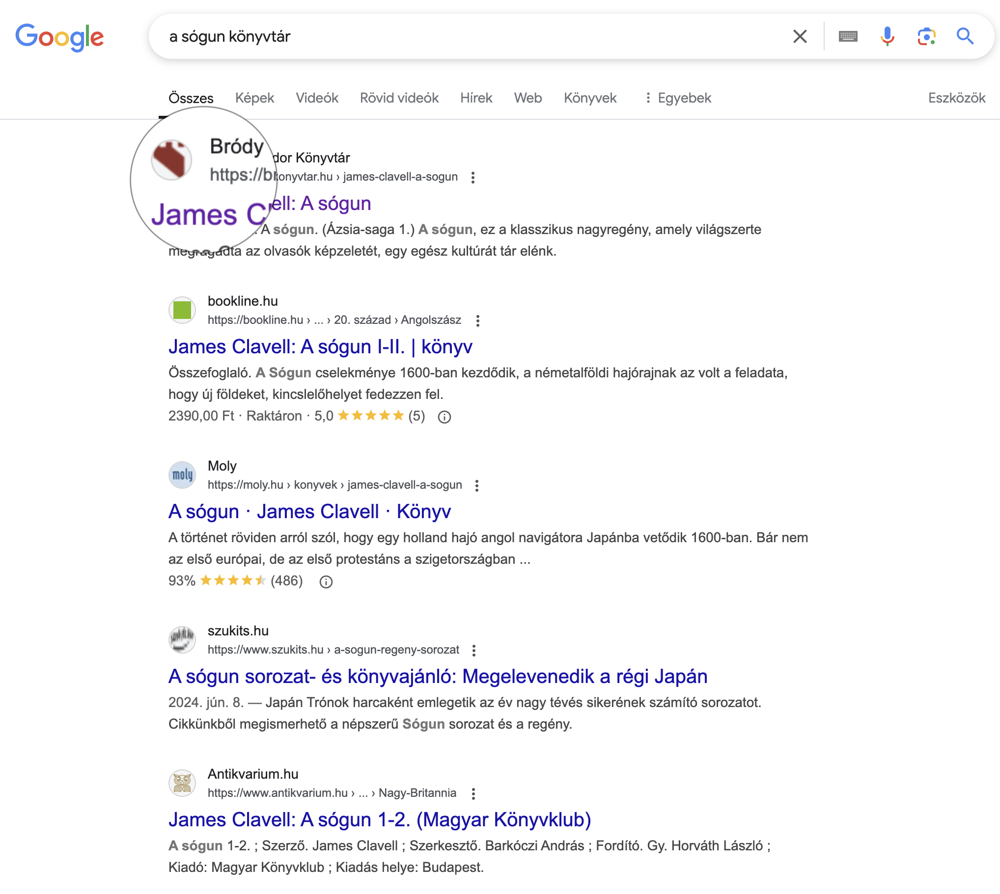 Google
a sógun könyvtár
Összes Képek Videók Rövid videók Hírek Web Könyvek Egyebek Eszközök
Bródy dor Könyvtár
https://br konyvtar.hu › james-clavell-a-sogun
James C ell: A sógun
. A sógun. (Ázsia-saga 1.) A sógun, ez a klasszikus nagyregény, amely világszerte
megragadta az olvasók képzeletét, egy egész kultúrát tár elénk.
bookline.hu
https://bookline.hu › ... › 20. század › Angolszász
James Clavell: A sógun I-II. | könyv
Összefoglaló. A Sógun cselekménye 1600-ban kezdődik, a németalföldi hajórajnak az volt a feladata,
hogy új földeket, kincslelőhelyet fedezzen fel.
2390,00 Ft · Raktáron · 5,0 ★★★★★ (5)
moly
Moly
https://moly.hu › konyvek › james-clavell-a-sogun
A sógun · James Clavell · Könyv
A történet röviden arról szól, hogy egy holland hajó angol navigátora Japánba vetődik 1600-ban. Bár nem
az első európai, de az első protestáns a szigetországban ...
93% (486)
szukits.hu
https://www.szukits.hu › a-sogun-regeny-sorozat
A sógun sorozat- és könyvajánló: Megelevenedik a régi Japán
2024. jún. 8. — Japán Trónok harcaként emlegetik az év nagy tévés sikerének számító sorozatot.
Cikkünkből megismerhető a népszerű Sógun sorozat és a regény.
Antikvarium.hu
https://www.antikvarium.hu › ... › Nagy-Britannia
James Clavell: A sógun 1-2. (Magyar Könyvklub)
A sógun 1-2. ; Szerző. James Clavell ; Szerkesztő. Barkóczi András ; Fordító. Gy. Horváth László ;
Kiadó: Magyar Könyvklub ; Kiadás helye: Budapest.